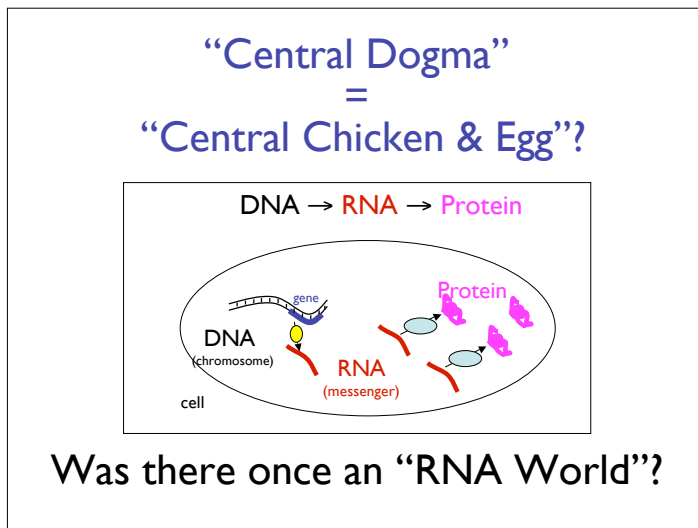 “Central Dogma”
=
“Central Chicken & Egg”?
DNA → RNA → Protein
gene
Protein
DNA
(chromosome)
RNA
(messenger)
cell
Was there once an “RNA World”?